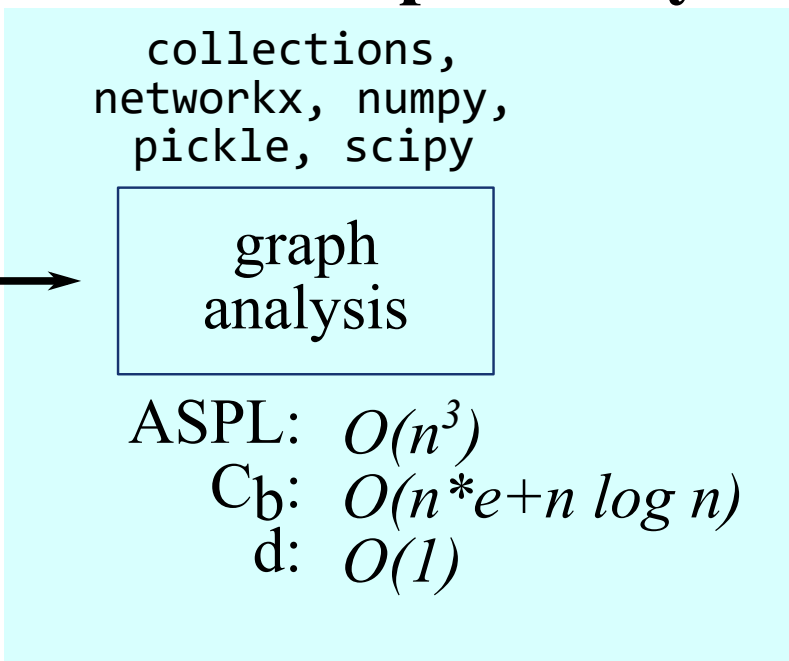 collections,
networkx, numpy,
pickle, scipy
graph
analysis
ASPL: O(n³)
Cb: O(n*e+n log n)
d: O(1)